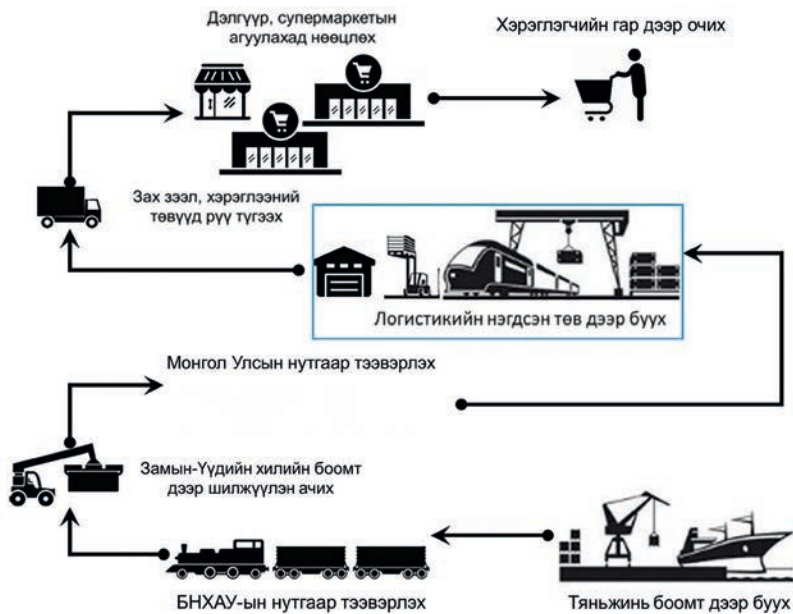 Дэлгүүр, супермаркетын
агуулахад нөөцлөх
Хэрэглэгчийн гар дээр очих
Зах зээл, хэрэглээний
төвүүд рүү түгээх
Логистикийн нэгдсэн төв дээр буух
Монгол Улсын нутгаар тээвэрлэх
Замын-Үүдийн хилийн боомт
дээр шилжүүлэн ачих
БНХАУ-ын нутгаар тээвэрлэх
Тяньжинь боомт дээр буух